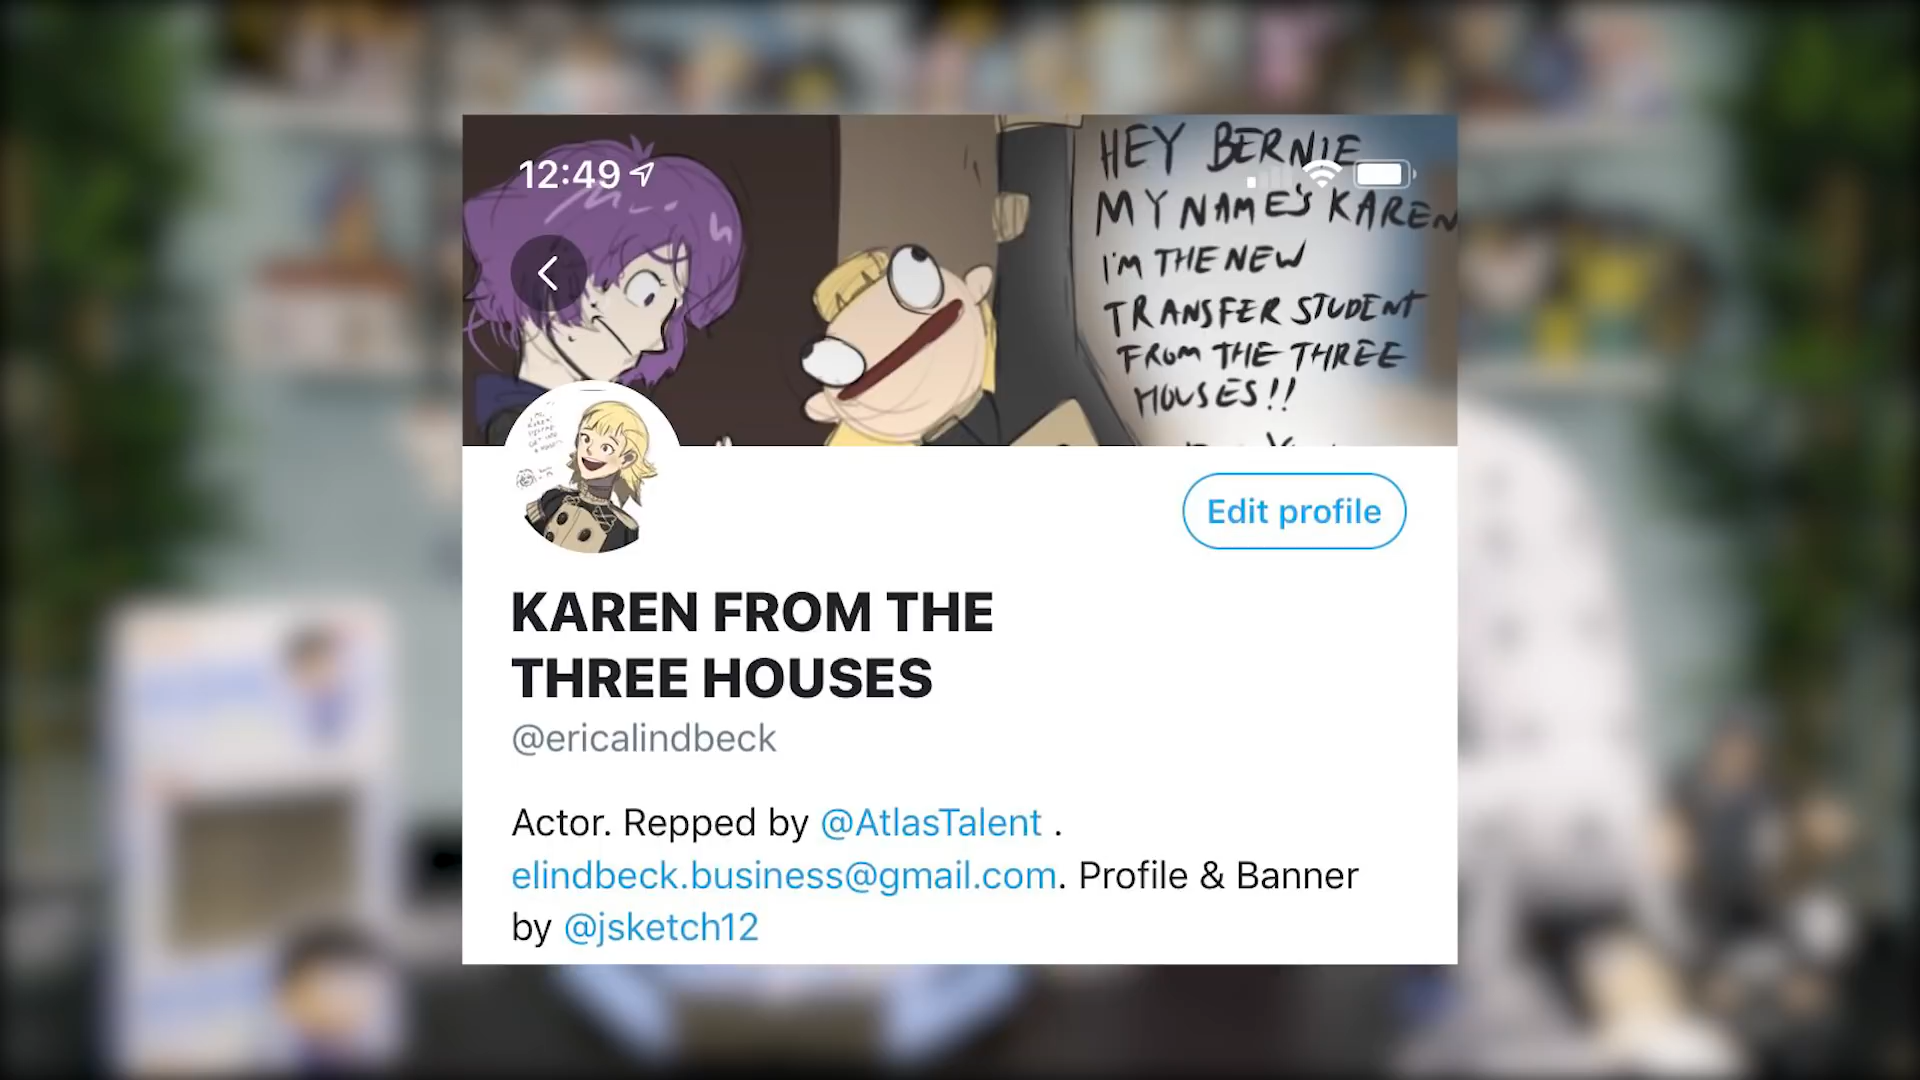 HEY BERNIE
12:49
MY NAME'S KAREN
I'M THE NEW
TRANSFER STUDENT
FROM THE THREE
HOUSES!!
Edit profile
KAREN FROM THE
THREE HOUSES
@ericalindbeck
Actor. Repped by @AtlasTalent .
elindbeck.business@gmail.com. Profile & Banner
by @jsketch12